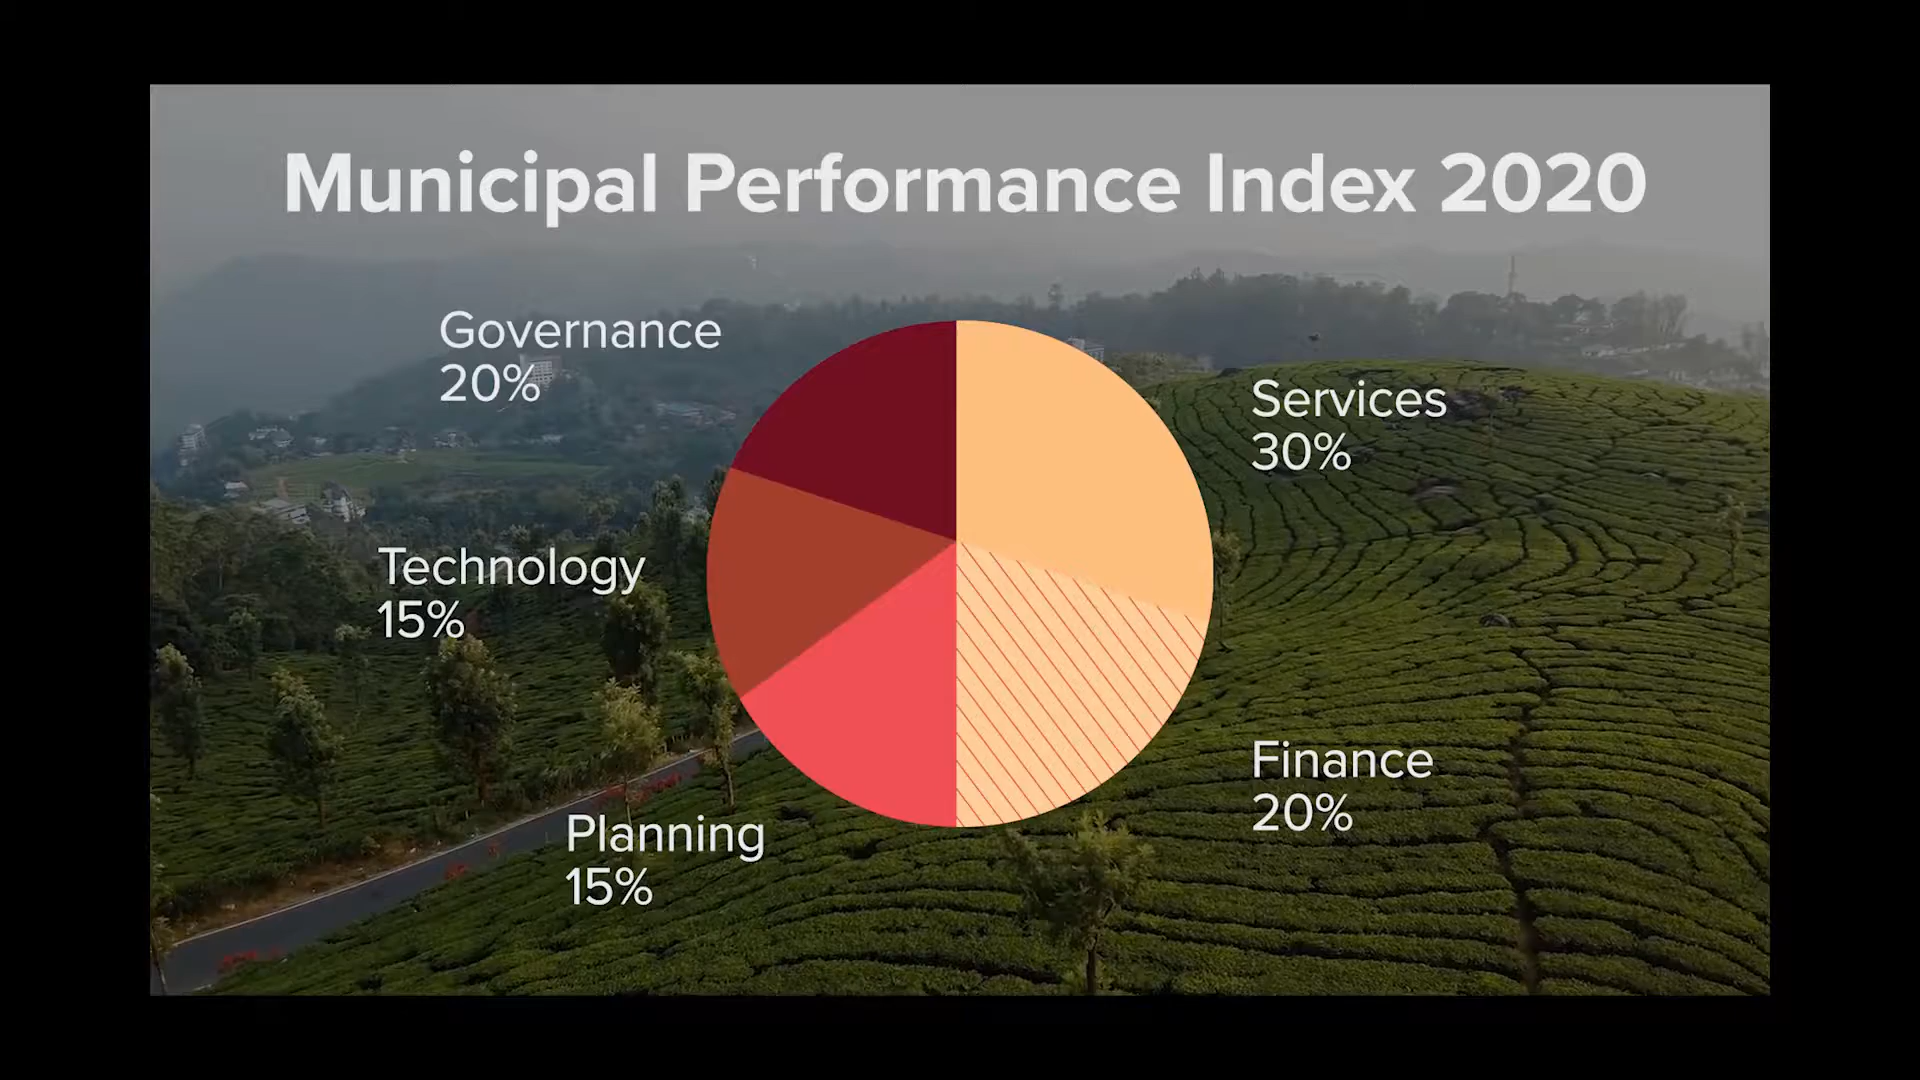 Municipal Performance Index 2020
Governance
20%
Services
30%
Technology
15%
Finance
20%
Planning
15%